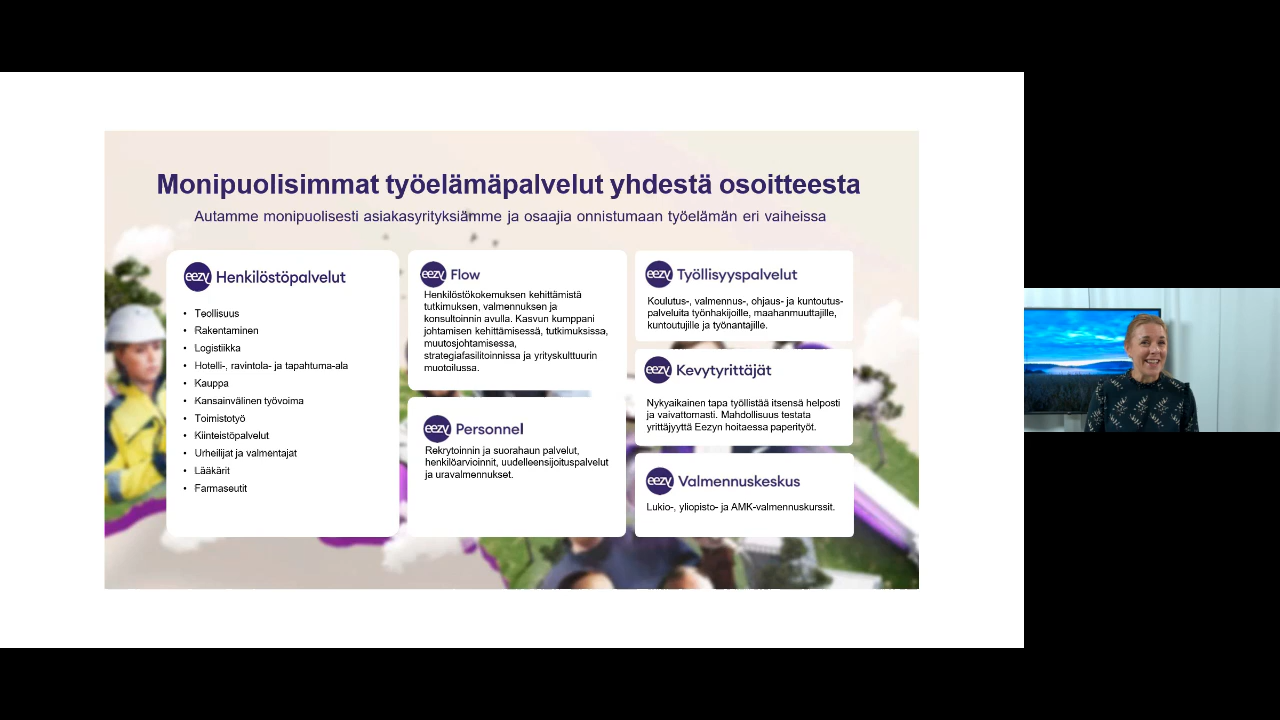 Monipuolisimmat työelämäpalvelut yhdestä osoitteesta
Autamme monipuolisesti asiakasyrityksiämme ja osaajia onnistumaan työelämän eri vaiheissa
eezy Henkilöstöpalvelut
• Teollisuus
• Rakentaminen
• Logistiikka
• Hotelli-, ravintola- ja tapahtuma-ala
• Kauppa
• Kansainvälinen työvoima
• Toimistotyö
• Kiinteistöpalvelut
• Urheilijat ja valmentajat
• Lääkärit
• Farmaseutit
eezy Flow
Henkilöstökokemuksen kehittämistä
tutkimuksen, valmennuksen ja
konsultoinnin avulla. Kasvun kumppani
johtamisen kehittämisessä, tutkimuksissa,
muutosjohtamisessa,
strategiafasilitoinnissa ja yrityskulttuurin
muotoilussa.
eezy Personnel
Rekrytoinnin ja suorahaun palvelut,
henkilöarvioinnit, uudelleensijoituspalvelut
ja uravalmennukset.
eezy Työllisyyspalvelut
Koulutus-, valmennus-, ohjaus- ja kuntoutus-
palveluita työnhakijoille, maahanmuuttajille,
kuntoutujille ja työnantajille.
eezy Kevytyrittäjät
Nykyaikainen tapa työllistää itsensä helposti
ja vaivattomasti. Mahdollisuus testata
yrittäjyyttä Eezyn hoitaessa paperityöt.
eezy Valmennuskeskus
Lukio-, yliopisto- ja AMK-valmennuskurssit.